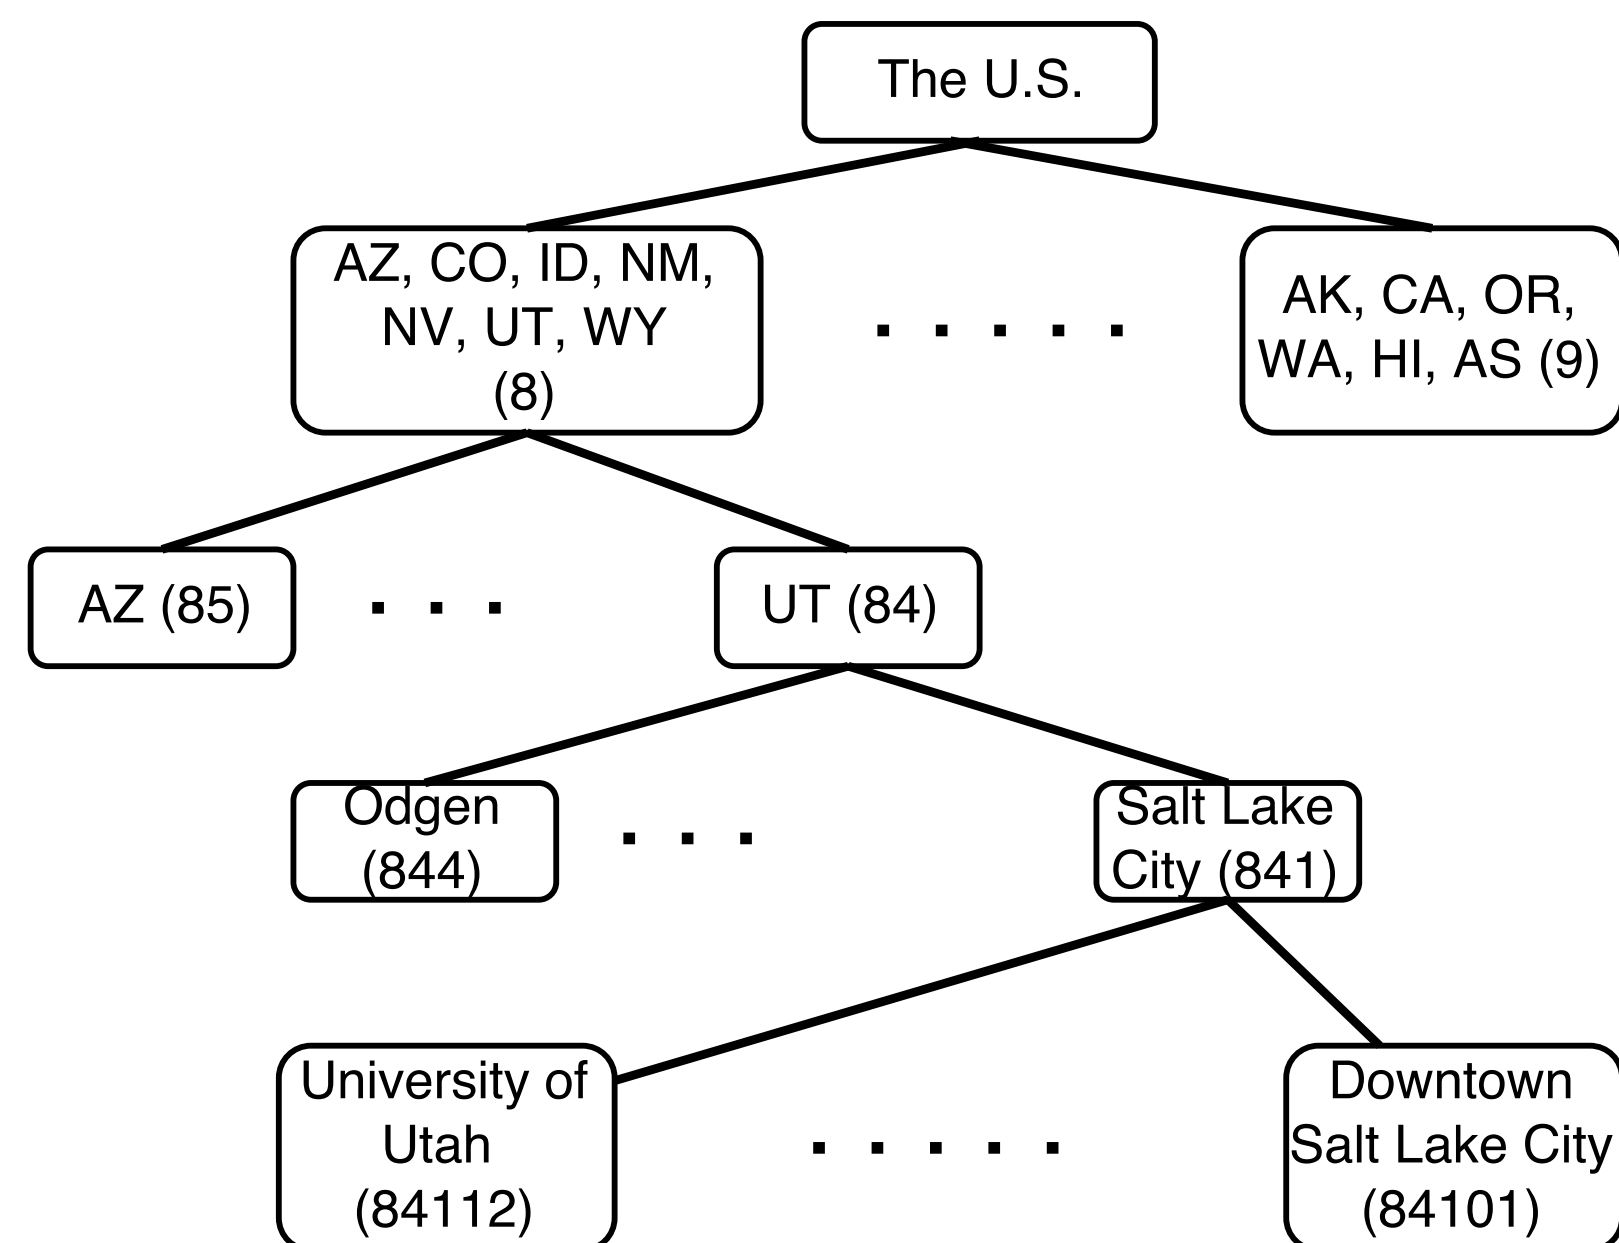 The U.S.
AZ, CO, ID, NM,
NV, UT, WY
(8)
AK, CA, OR,
WA, HI, AS (9)
AZ (85)
UT (84)
Odgen
(844)
Salt Lake
City (841)
University of
Utah
(84112)
Downtown
Salt Lake City
(84101)